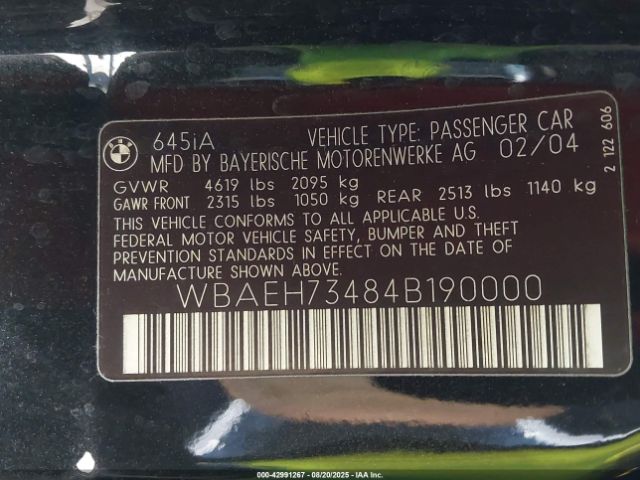 645iA VEHICLE TYPE: PASSENGER CAR
MFD BY BAYERISCHE MOTORENWERKE AG 02/04
GVWR 4619 lbs 2095 kg
GAWR FRONT 2315 lbs 1050 kg REAR 2513 lbs 1140 kg
THIS VEHICLE CONFORMS TO ALL APPLICABLE U.S.
FEDERAL MOTOR VEHICLE SAFETY, BUMPER AND THEFT
PREVENTION STANDARDS IN EFFECT ON THE DATE OF
MANUFACTURE SHOWN ABOVE.
WBAEH73484B190000
2 122 606
000-42991267 - 08/20/2025 - IAA Inc.